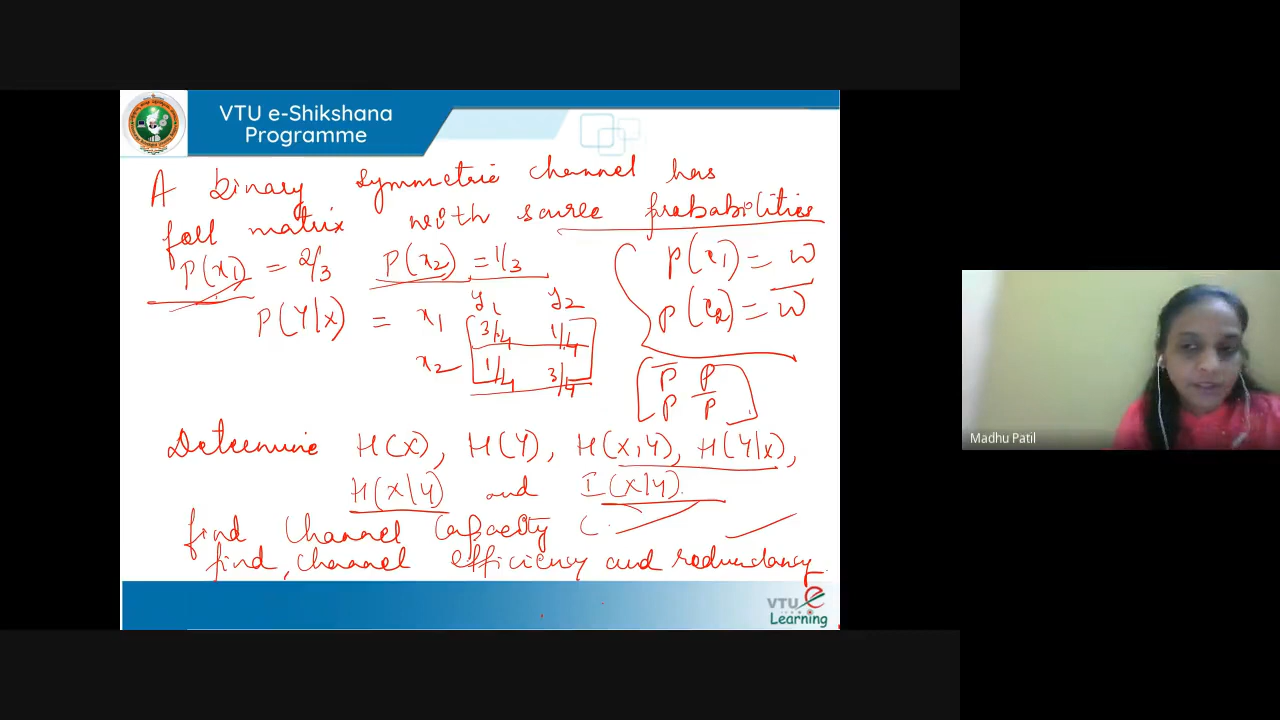 VTU e-Shikshana
Programme
A binary symmetric channel has
foll matrix with source probabilities
P(x1) = 2/3 P(x2) = 1/3
P(x1) = ω
P(x2) = ω̅
y1 y2
P(Y|X) = x1 3/4 1/4
x2 1/4 3/4
P̅ P
P P̅
Determine H(X), H(Y), H(X,Y), H(Y|X),
H(X|Y) and I(X|Y).
find channel capacity C.
find, channel efficiency and redundancy.
Madhu Patil
VTU e
Learning